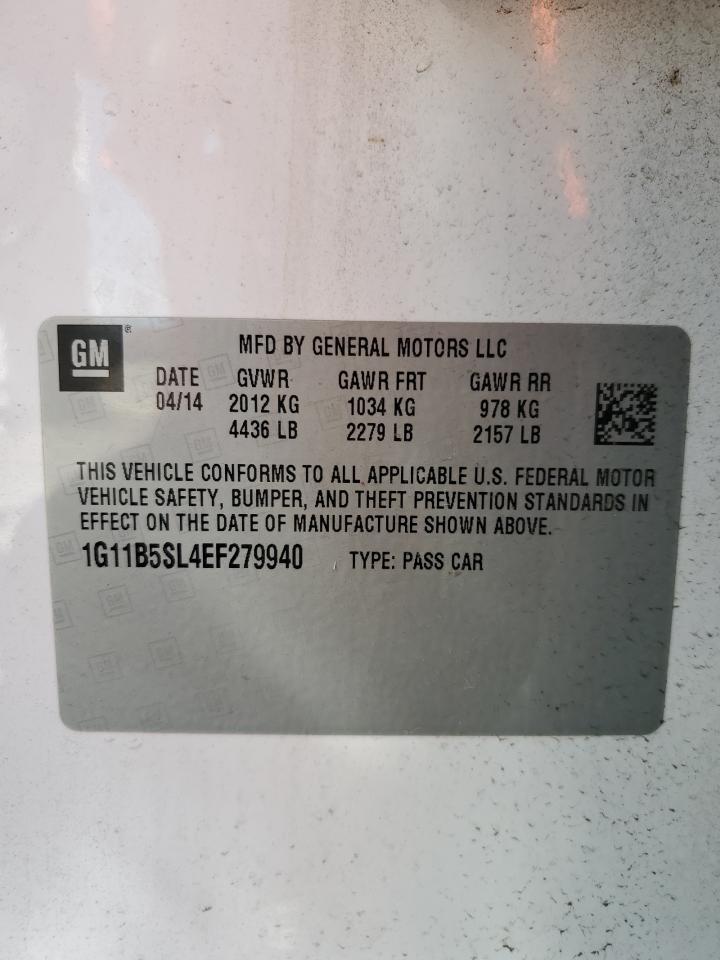 GM ®
MFD BY GENERAL MOTORS LLC
DATE GVWR GAWR FRT GAWR RR
04/14 2012 KG 1034 KG 978 KG
4436 LB 2279 LB 2157 LB
THIS VEHICLE CONFORMS TO ALL APPLICABLE U.S. FEDERAL MOTOR
VEHICLE SAFETY, BUMPER, AND THEFT PREVENTION STANDARDS IN
EFFECT ON THE DATE OF MANUFACTURE SHOWN ABOVE.
1G11B5SL4EF279940 TYPE: PASS CAR